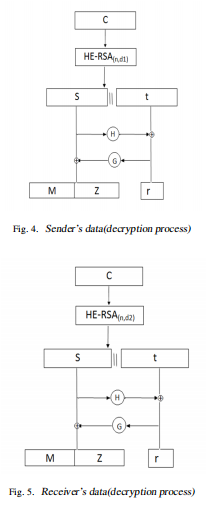 C
HE-RSA(n,d1)
S || t
H
G
M Z r
Fig. 4. Sender's data(decryption process)
C
HE-RSA(n,d2)
S || t
H
G
M Z r
Fig. 5. Receiver's data(decryption process)